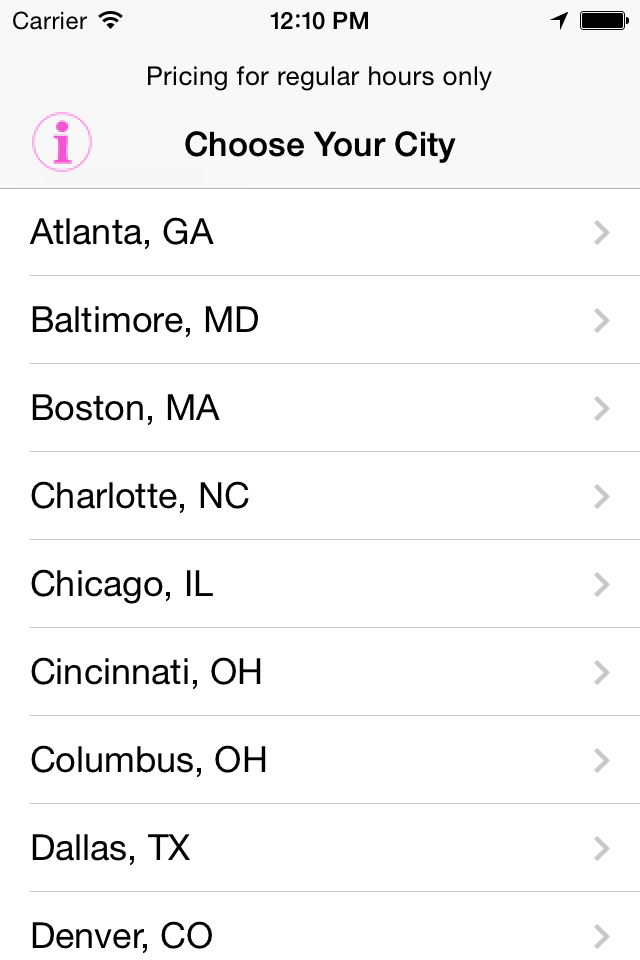 Carrier 12:10 PM
Pricing for regular hours only
i Choose Your City
Atlanta, GA
Baltimore, MD
Boston, MA
Charlotte, NC
Chicago, IL
Cincinnati, OH
Columbus, OH
Dallas, TX
Denver, CO